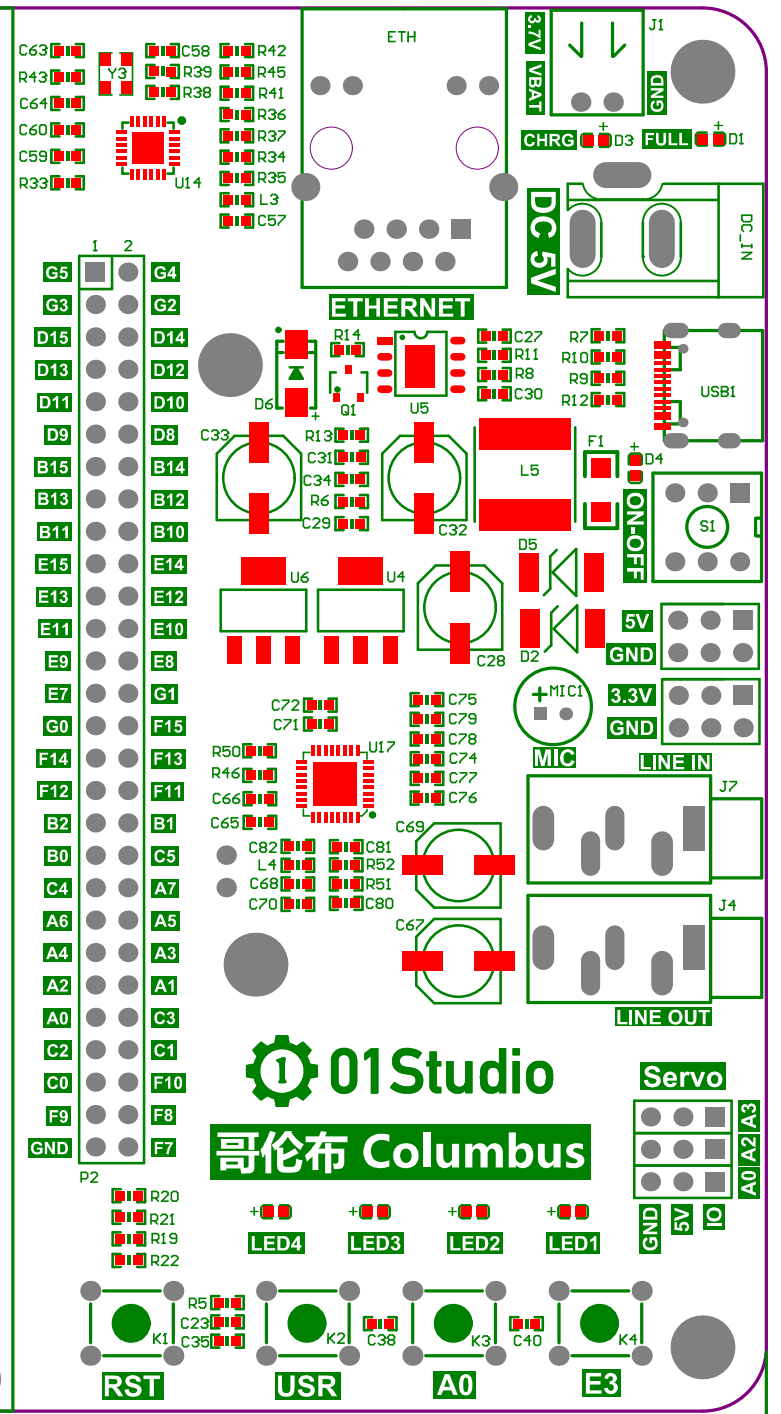 ETH
3.7V
VBAT
GND
J1
C63
C58
R42
R43
Y3
R39
R45
C64
R38
R41
C60
R36
C59
R37
R34
R33
U14
R35
L3
C57
CHRG
+
D3
FULL
+
D1
DC 5V
DC_IN
ETHERNET
1 2
G5 G4
G3 G2
D15 D14
D13 D12
D11 D10
D9 D8
B15 B14
B13 B12
B11 B10
E15 E14
E13 E12
E11 E10
E9 E8
E7 G1
G0 F15
F14 F13
F12 F11
B2 B1
B0 C5
C4 A7
A6 A5
A4 A3
A2 A1
A0 C3
C2 C1
C0 F10
F9 F8
GND F7
P2
R14
D6
+
Q1
U5
C27
R11
R8
C30
R7
R10
R9
R12
USB1
C33
R13
C31
C34
R6
C29
C32
L5
F1
+
D4
ON-OFF
S1
U6
U4
C28
D5
D2
5V
GND
3.3V
GND
+MIC1
MIC
C72
C71
C75
C79
C78
C74
C77
C76
R50
R46
C66
C65
U17
LINE IN
J7
C82
L4
C68
C70
C81
R52
R51
C80
C69
C67
J4
LINE OUT
1 01Studio
哥伦布 Columbus
Servo
A3
A2
A0
GND
5V
IO
R20
R21
R19
R22
+
LED4
+
LED3
+
LED2
+
LED1
R5
C23
C35
K1
K2
C38
K3
C40
K4
RST
USR
A0
E3